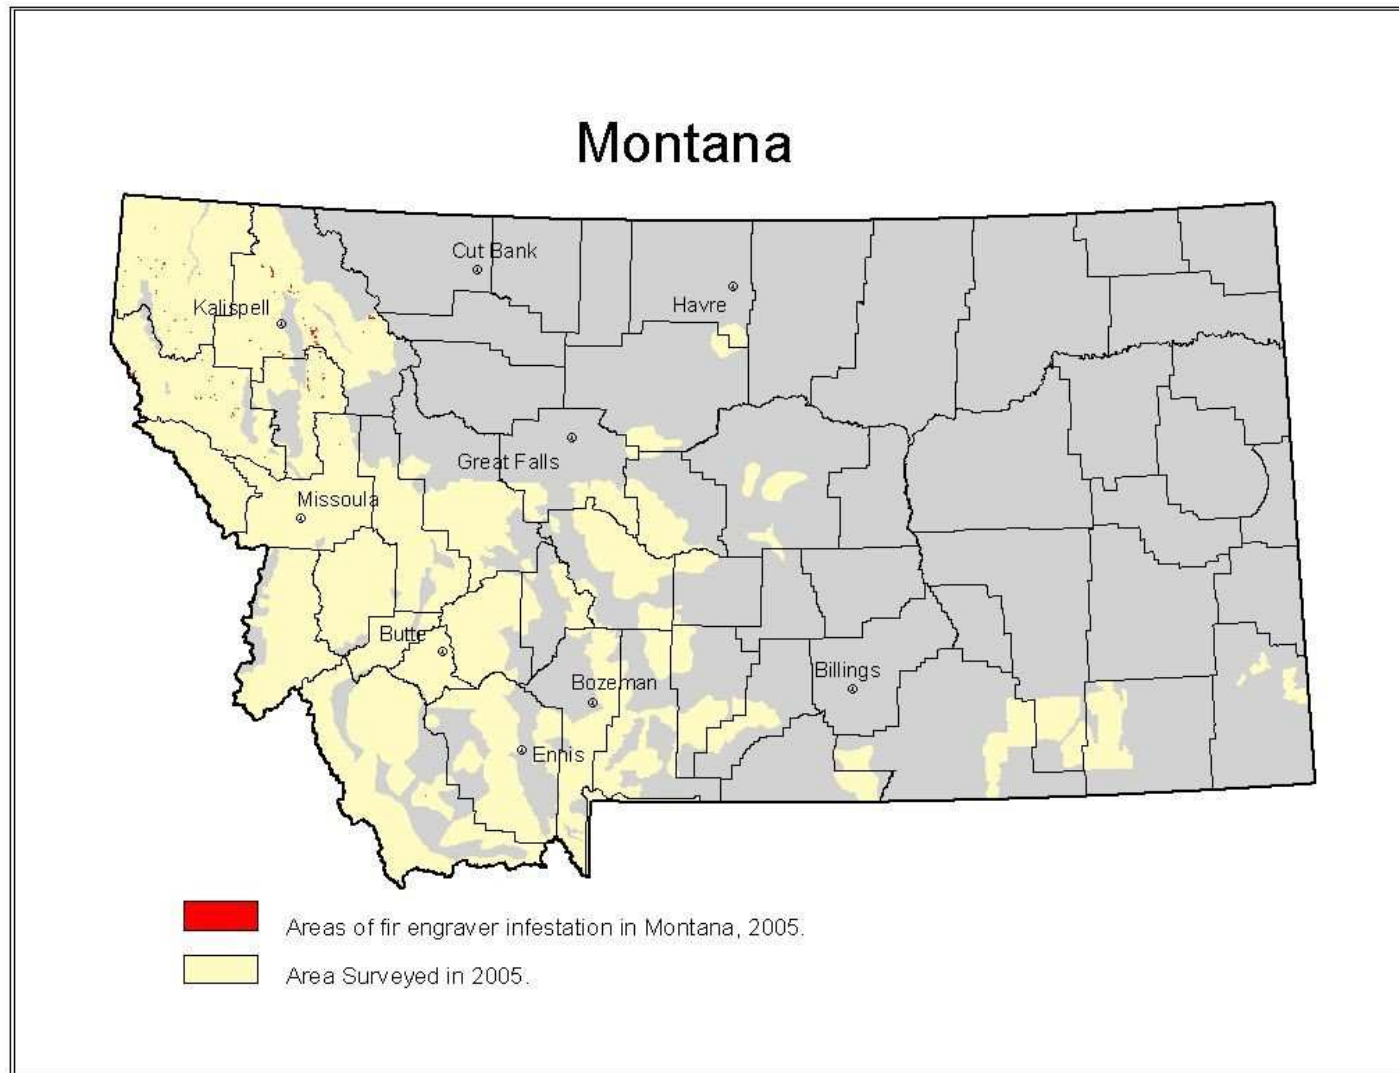 Montana
Cut Bank
Havre
Kalispell
Great Falls
Missoula
Butte
Bozeman
Billings
Ennis
Areas of fir engraver infestation in Montana, 2005.
Area Surveyed in 2005.